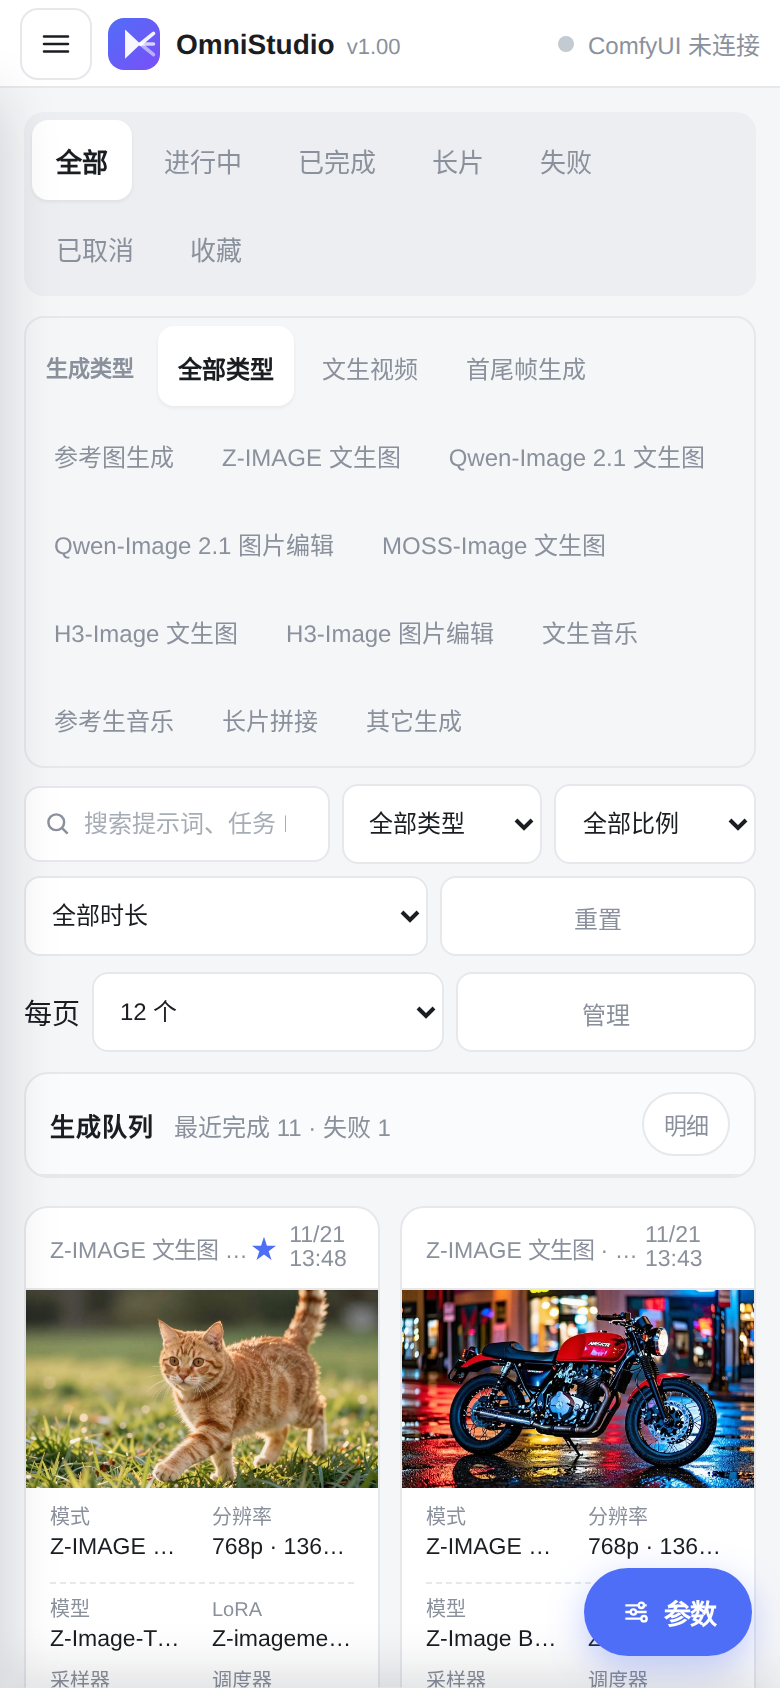 OmniStudio v1.00 ComfyUI 未连接
全部 进行中 已完成 长片 失败
已取消 收藏
生成类型 全部类型 文生视频 首尾帧生成
参考图生成 Z-IMAGE 文生图 Qwen-Image 2.1 文生图
Qwen-Image 2.1 图片编辑 MOSS-Image 文生图
H3-Image 文生图 H3-Image 图片编辑 文生音乐
参考生音乐 长片拼接 其它生成
搜索提示词、任务 全部类型 全部比例
全部时长 重置
每页 12 个 管理
生成队列 最近完成 11 · 失败 1 明细
Z-IMAGE 文生图 … ★ 11/21 13:48
Z-IMAGE 文生图 · … 11/21 13:43
模式 分辨率 模式 分辨率
Z-IMAGE … 768p · 136… Z-IMAGE … 768p · 136…
模型 LoRA 模型
Z-Image-T… Z-imageme… Z-Image B…
参数
采样器 调度器 采样器 调度器